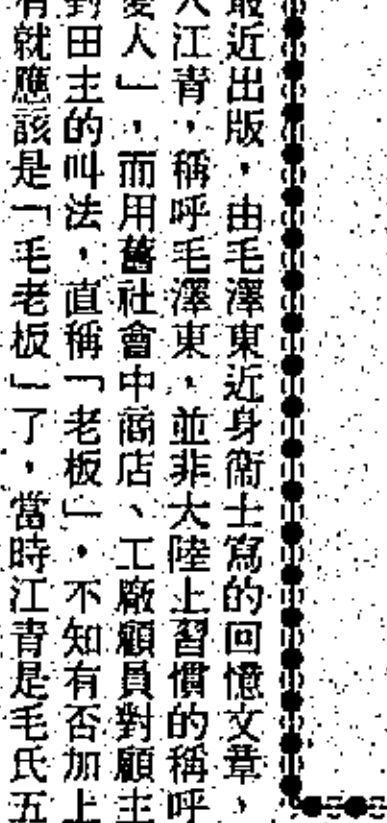 最近出版，由毛澤東近身衞士寫的回憶文章，
人江青，稱呼毛澤東，並非大陸上習慣的稱呼
愛人」，而用舊社會中商店、工廠顧員對顧主
對田主的叫法，直稱「老板」，不知有否加上
有就應該是「毛老板」了，當時江青是毛氏五